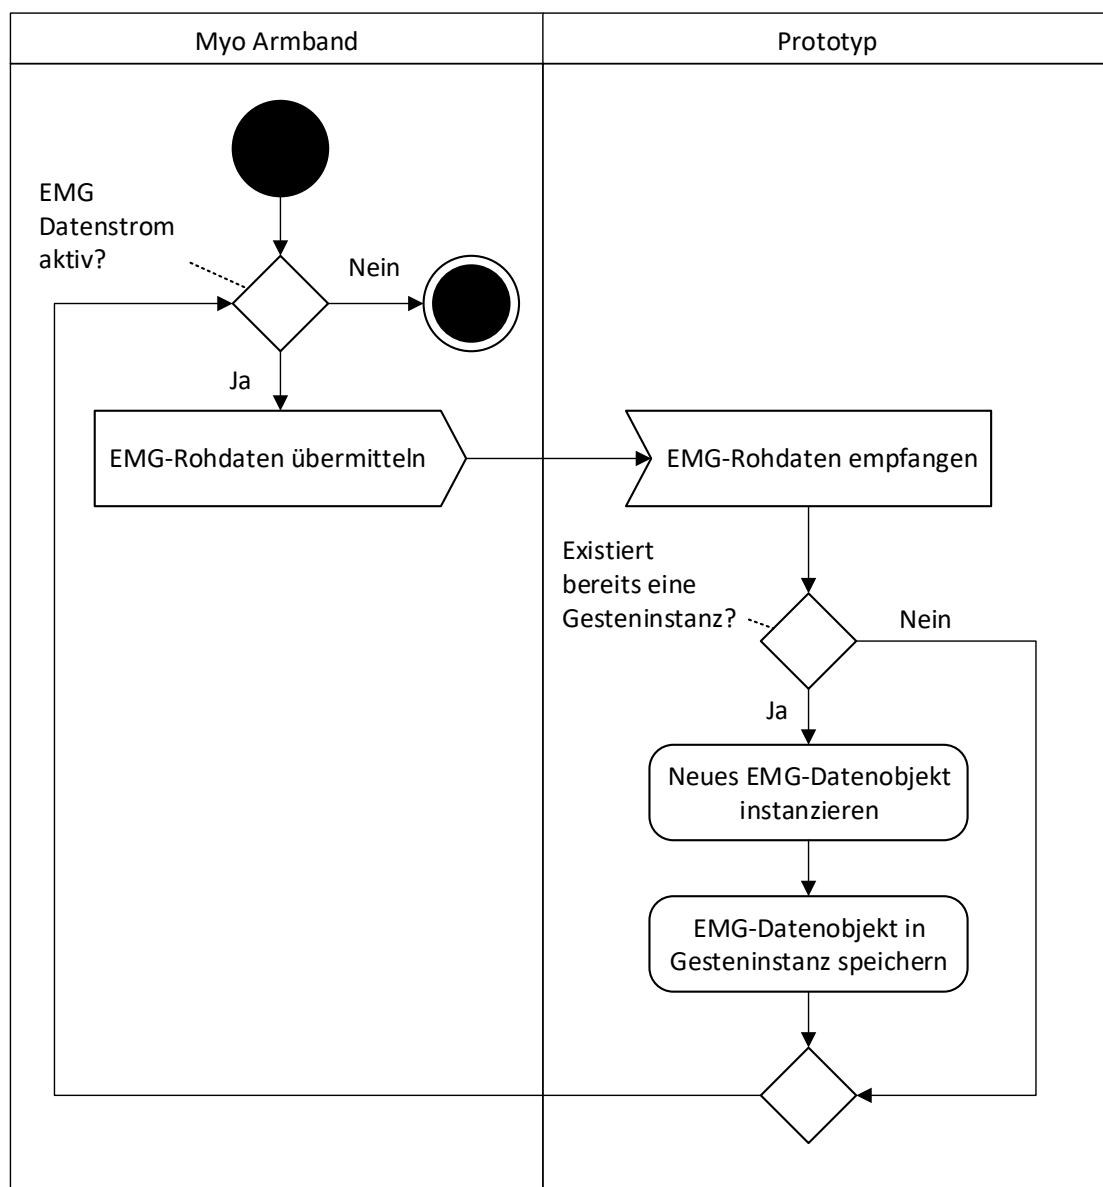 Myo Armband
Prototyp
EMG
Datenstrom
aktiv?
Nein
Ja
EMG-Rohdaten übermitteln
EMG-Rohdaten empfangen
Existiert
bereits eine
Gesteninstanz?
Nein
Ja
Neues EMG-Datenobjekt
instanzieren
EMG-Datenobjekt in
Gesteninstanz speichern